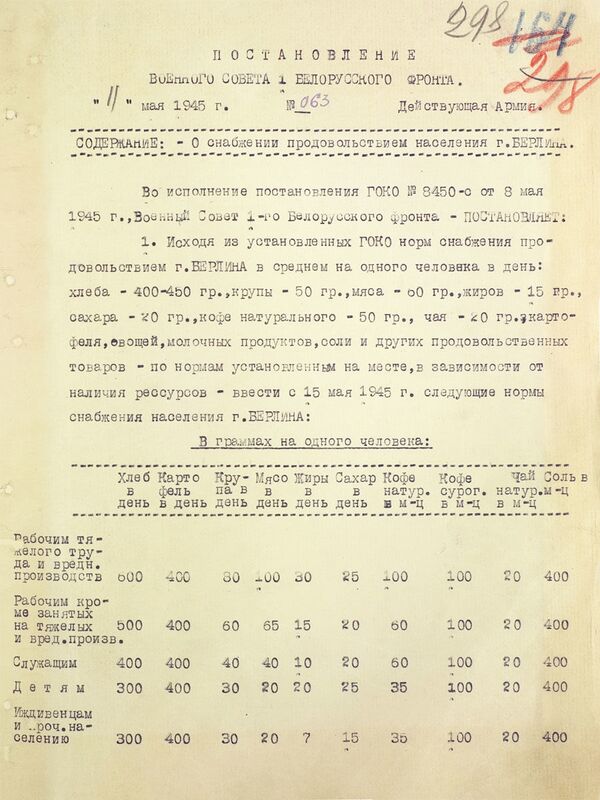 298 164
298
ПОСТАНОВЛЕНИЕ
ВОЕННОГО СОВЕТА 1 БЕЛОРУССКОГО ФРОНТА.
"11" мая 1945 г. № 063 Действующая Армия.
СОДЕРЖАНИЕ: - О снабжении продовольствием населения г.БЕРЛИНА.
Во исполнение постановления ГОКО № 8450-с от 8 мая
1945 г., Военный Совет 1-го Белорусского фронта - ПОСТАНОВЛЯЕТ:
1. Исходя из установленных ГОКО норм снабжения про-
довольствием г.БЕРЛИНА в среднем на одного человека в день:
хлеба - 400-450 гр.,крупы - 50 гр.,мяса - 60 гр.,жиров - 15 гр.,
сахара - 20 гр.,кофе натурального - 50 гр., чая - 20 гр.,карто-
феля,овощей,молочных продуктов,соли и других продовольственных
товаров - по нормам установленным на месте,в зависимости от
наличия рессурсов - ввести с 15 мая 1945 г. следующие нормы
снабжения населения г.БЕРЛИНА:
В граммах на одного человека:
Хлеб Карто Кру- Мясо Жиры Сахар Кофе Кофе Чай Соль в
в фель па в в в в натур. сурог. натур. м-ц
день в день день день день день в м-ц в м-ц в м-ц
Рабочим тя-
желого тру-
да и вредн.
производств 600 400 80 100 30 25 100 100 20 400
Рабочим кро-
ме занятых
на тяжелых 500 400 60 65 15 20 60 100 20 400
и вред.произв.
Служащим 400 400 40 40 10 20 60 100 20 400
Детям 300 400 30 20 20 25 35 100 20 400
Иждивенцам
и проч.на-
селению 300 400 30 20 7 15 35 100 20 400